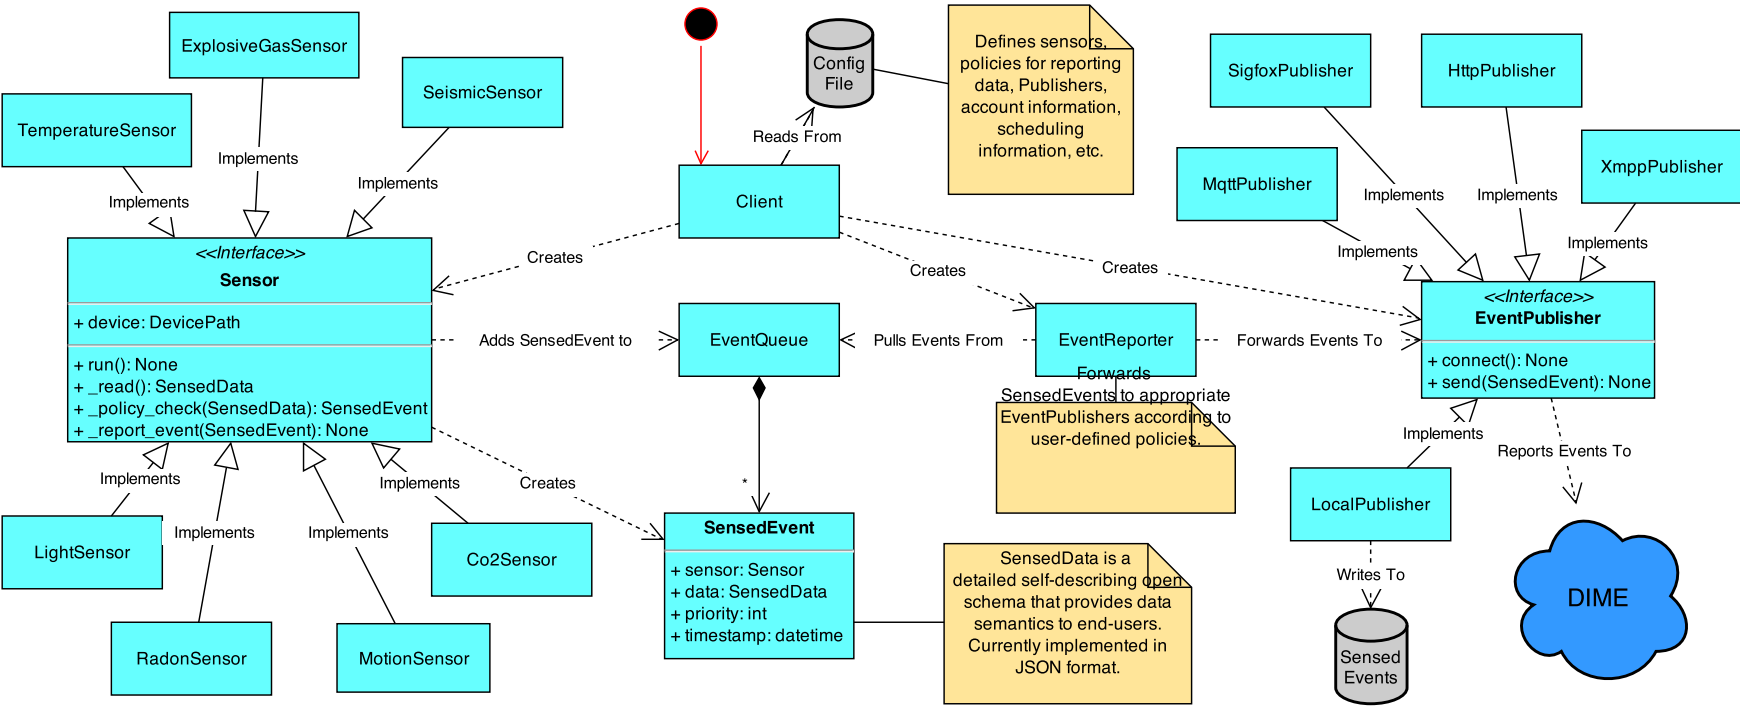 ExplosiveGasSensor
TemperatureSensor
SeismicSensor
Implements
Implements
Implements
<<Interface>>
Sensor
+ device: DevicePath
+ run(): None
+ _read(): SensedData
+ _policy_check(SensedData): SensedEvent
+ _report_event(SensedEvent): None
Implements
Implements
Implements
Implements
LightSensor
RadonSensor
MotionSensor
Co2Sensor
Config
File
Reads From
Defines sensors,
policies for reporting
data, Publishers,
account information,
scheduling
information, etc.
Client
Creates
Creates
Creates
Adds SensedEvent to
EventQueue
Pulls Events From
EventReporter
Forwards Events To
Forwards
SensedEvents to appropriate
EventPublishers according to
user-defined policies.
Creates
*
SensedEvent
+ sensor: Sensor
+ data: SensedData
+ priority: int
+ timestamp: datetime
SensedData is a
detailed self-describing open
schema that provides data
semantics to end-users.
Currently implemented in
JSON format.
SigfoxPublisher
HttpPublisher
MqttPublisher
XmppPublisher
Implements
Implements
Implements
Implements
<<Interface>>
EventPublisher
+ connect(): None
+ send(SensedEvent): None
Implements
Reports Events To
LocalPublisher
Writes To
Sensed
Events
DIME